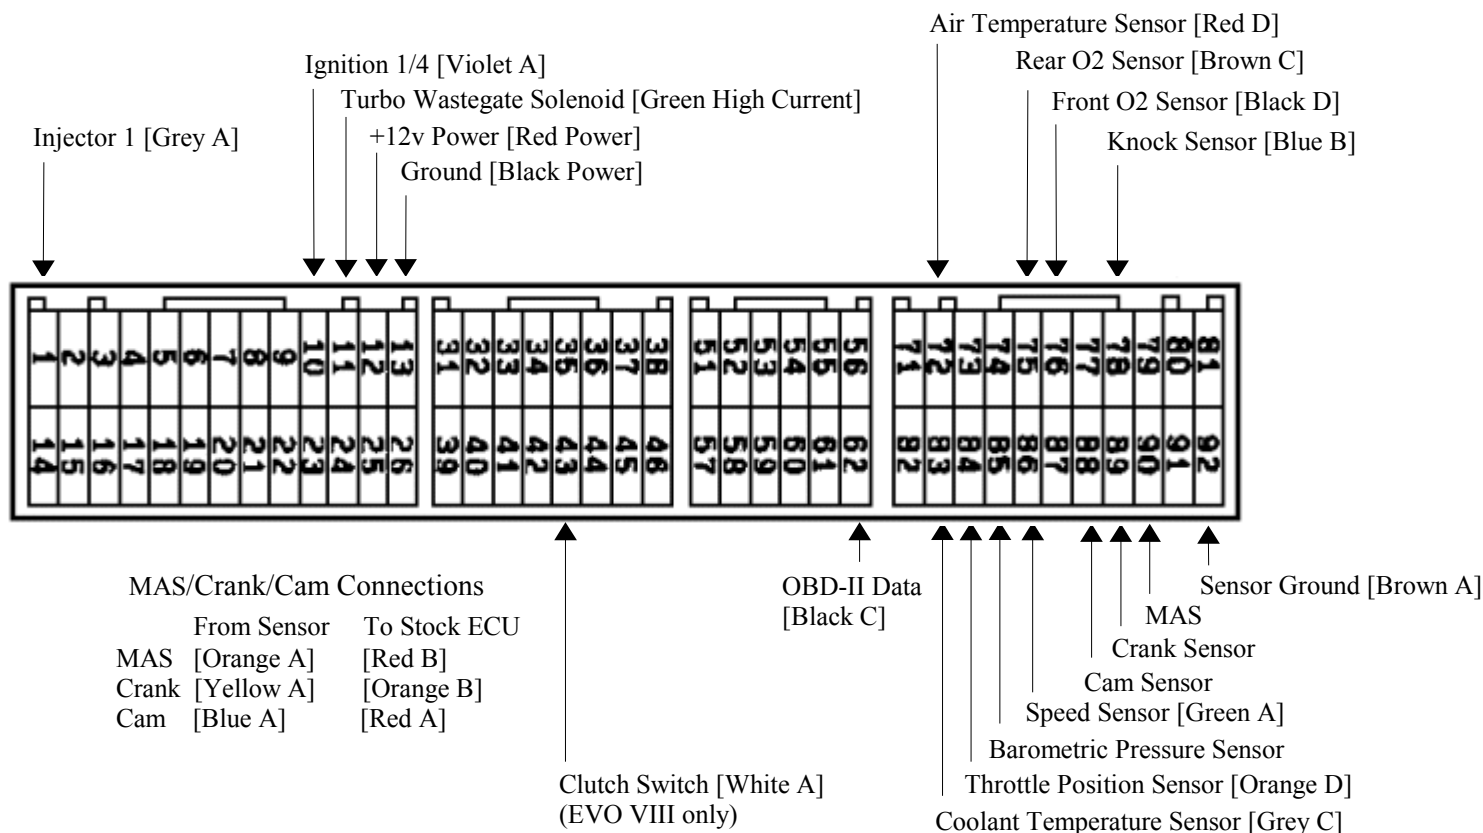 Air Temperature Sensor [Red D]
Ignition 1/4 [Violet A]
Rear O2 Sensor [Brown C]
Turbo Wastegate Solenoid [Green High Current]
Front O2 Sensor [Black D]
Injector 1 [Grey A]
+12v Power [Red Power]
Knock Sensor [Blue B]
Ground [Black Power]
1 2 3 4 5 6 7 8 9 10 11 12 13 31 32 33 34 35 36 37 38 51 52 53 54 55 56 71 72 73 74 75 76 77 78 79 80 81
14 15 16 17 18 19 20 21 22 23 24 25 26 39 40 41 42 43 44 45 46 57 58 59 60 61 62 82 83 84 85 86 87 88 89 90 91 92
MAS/Crank/Cam Connections
From Sensor To Stock ECU
MAS [Orange A] [Red B]
Crank [Yellow A] [Orange B]
Cam [Blue A] [Red A]
OBD-II Data
[Black C]
Sensor Ground [Brown A]
MAS
Crank Sensor
Cam Sensor
Speed Sensor [Green A]
Barometric Pressure Sensor
Clutch Switch [White A]
(EVO VIII only)
Throttle Position Sensor [Orange D]
Coolant Temperature Sensor [Grey C]